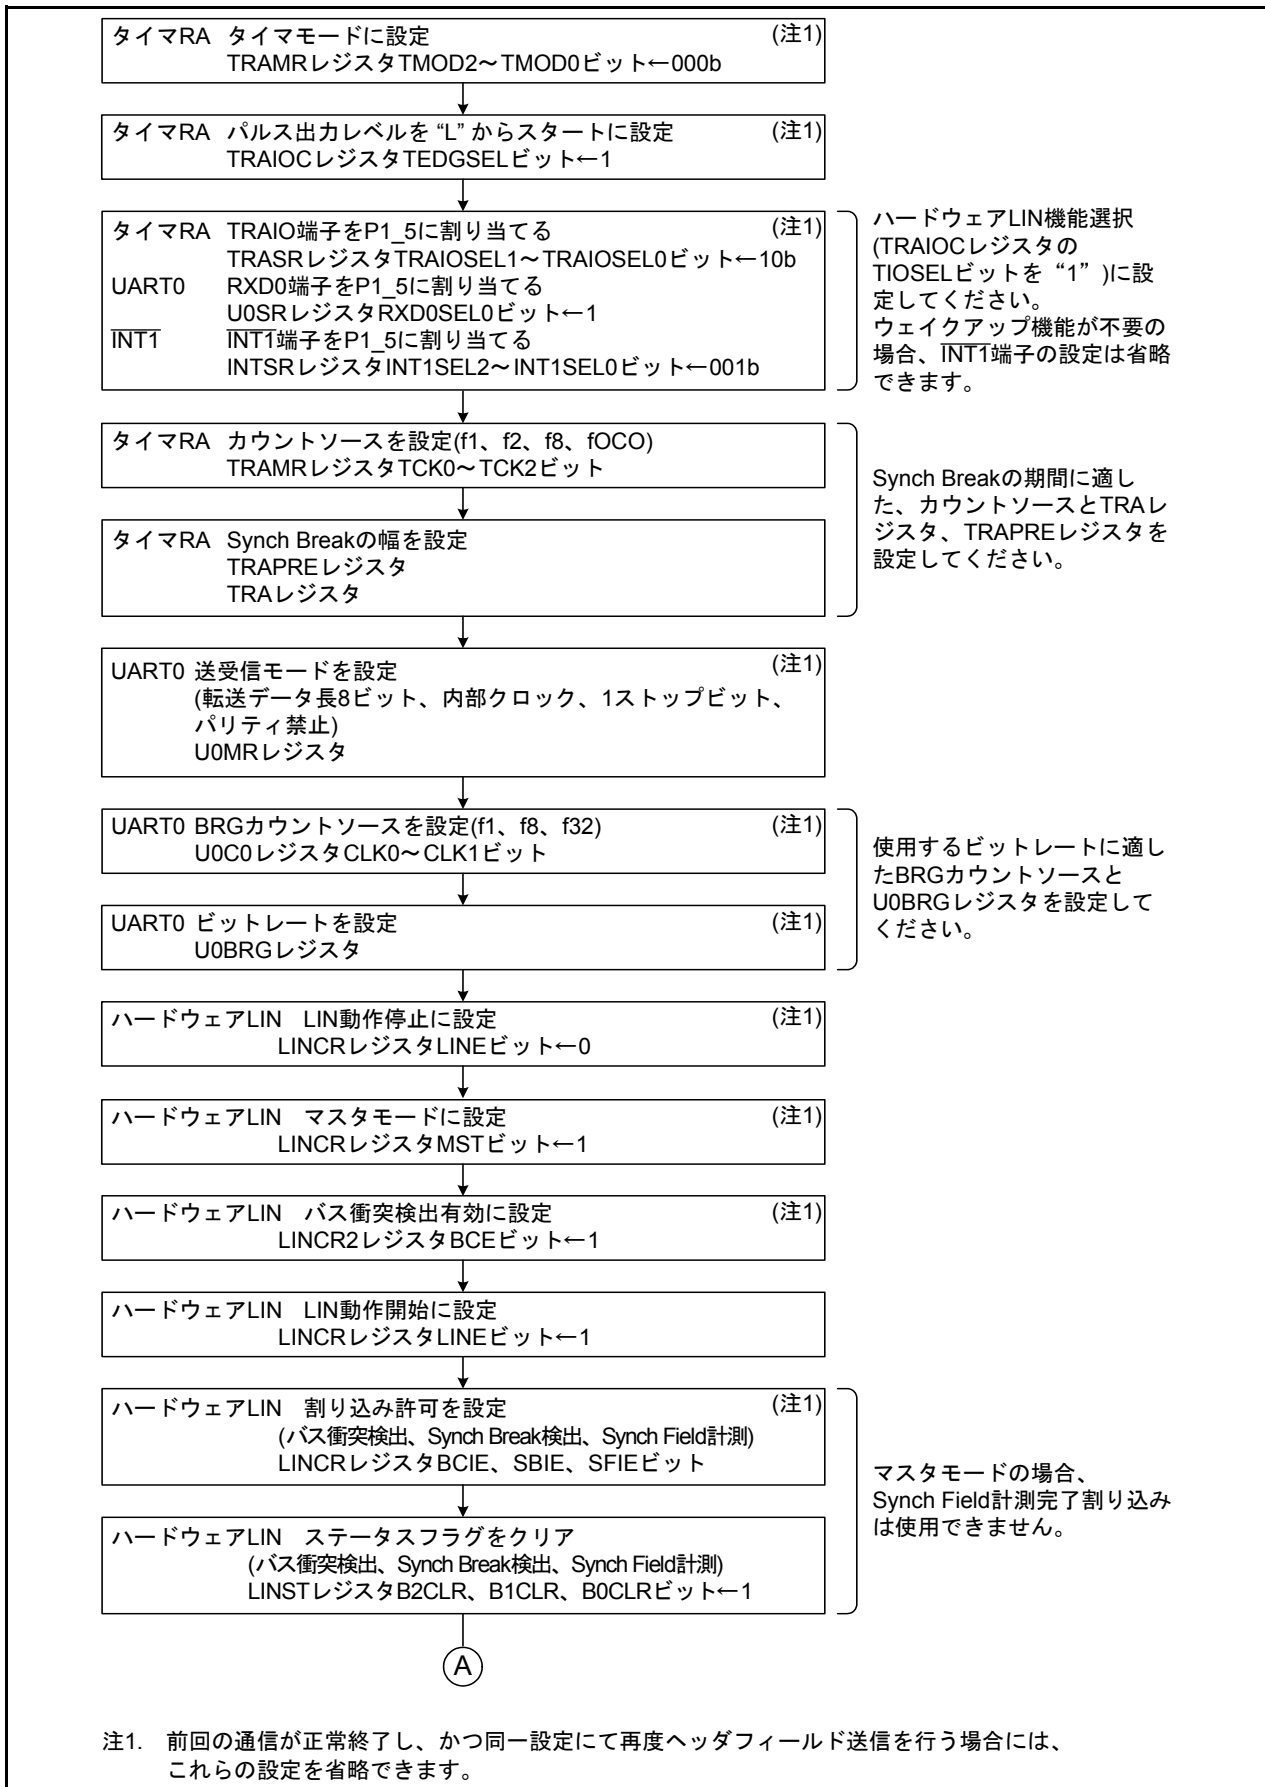 タイマRA タイマモードに設定 (注1)
TRAMRレジスタTMOD2～TMOD0ビット←000b
タイマRA パルス出力レベルを “L” からスタートに設定 (注1)
TRAIOCレジスタTEDGSELビット←1
タイマRA TRAIO端子をP1_5に割り当てる (注1)
TRASRレジスタTRAIOSEL1～TRAIOSEL0ビット←10b
UART0 RXD0端子をP1_5に割り当てる
U0SRレジスタRXD0SEL0ビット←1
INT1 INT1端子をP1_5に割り当てる
INTSRレジスタINT1SEL2～INT1SEL0ビット←001b
ハードウェアLIN機能選択
(TRAIOCレジスタの
TIOSELビットを“1”)に設
定してください。
ウェイクアップ機能が不要の
場合、INT1端子の設定は省略
できます。
タイマRA カウントソースを設定(f1、f2、f8、fOCO)
TRAMRレジスタTCK0～TCK2ビット
タイマRA Synch Breakの幅を設定
TRAPREレジスタ
TRAレジスタ
Synch Breakの期間に適し
た、カウントソースとTRAレ
ジスタ、TRAPREレジスタを
設定してください。
UART0 送受信モードを設定 (注1)
(転送データ長8ビット、内部クロック、1ストップビット、
パリティ禁止)
U0MRレジスタ
UART0 BRGカウントソースを設定(f1、f8、f32) (注1)
U0C0レジスタCLK0～CLK1ビット
UART0 ビットレートを設定 (注1)
U0BRGレジスタ
使用するビットレートに適し
たBRGカウントソースと
U0BRGレジスタを設定して
ください。
ハードウェアLIN LIN動作停止に設定 (注1)
LINCRレジスタLINEビット←0
ハードウェアLIN マスタモードに設定 (注1)
LINCRレジスタMSTビット←1
ハードウェアLIN バス衝突検出有効に設定 (注1)
LINCR2レジスタBCEビット←1
ハードウェアLIN LIN動作開始に設定
LINCRレジスタLINEビット←1
ハードウェアLIN 割り込み許可を設定 (注1)
(バス衝突検出、Synch Break検出、Synch Field計測)
LINCRレジスタBCIE、SBIE、SFIEビット
ハードウェアLIN ステータスフラグをクリア
(バス衝突検出、Synch Break検出、Synch Field計測)
LINSTレジスタB2CLR、B1CLR、B0CLRビット←1
マスタモードの場合、
Synch Field計測完了割り込み
は使用できません。
A
注1. 前回の通信が正常終了し、かつ同一設定にて再度ヘッダフィールド送信を行う場合には、
これらの設定を省略できます。